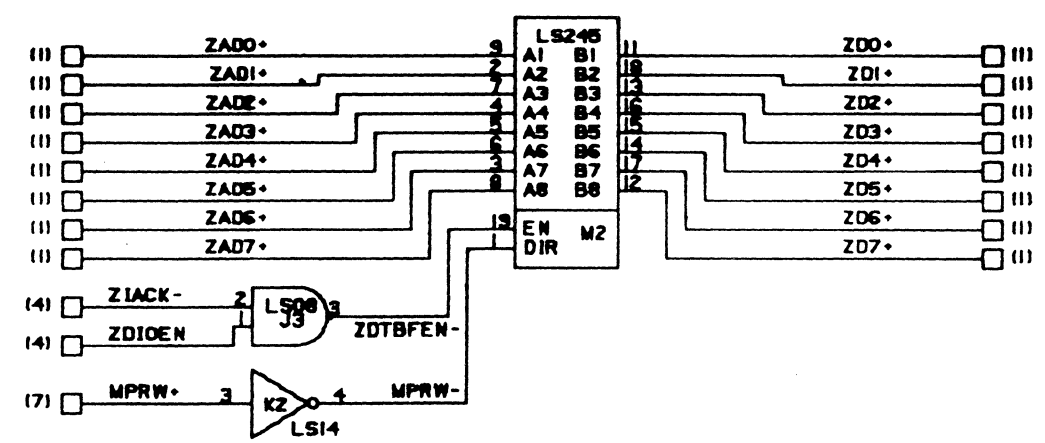 LS245
(1) ZAD0+ 9 A1 B1 11 ZD0+ (1)
(1) ZAD1+ 2 A2 B2 18 ZD1+ (1)
(1) ZAD2+ 7 A3 B3 13 ZD2+ (1)
(1) ZAD3+ 4 A4 B4 16 ZD3+ (1)
(1) ZAD4+ 5 A5 B5 15 ZD4+ (1)
(1) ZAD5+ 6 A6 B6 14 ZD5+ (1)
(1) ZAD6+ 3 A7 B7 17 ZD6+ (1)
(1) ZAD7+ 8 A8 B8 12 ZD7+ (1)
19 EN M2
1 DIR
(4) ZIACK- 2 LS08 3
(4) ZDIOEN 1 J3 ZDTBFEN-
(7) MPRW+ 3 K2 4 MPRW-
LS14